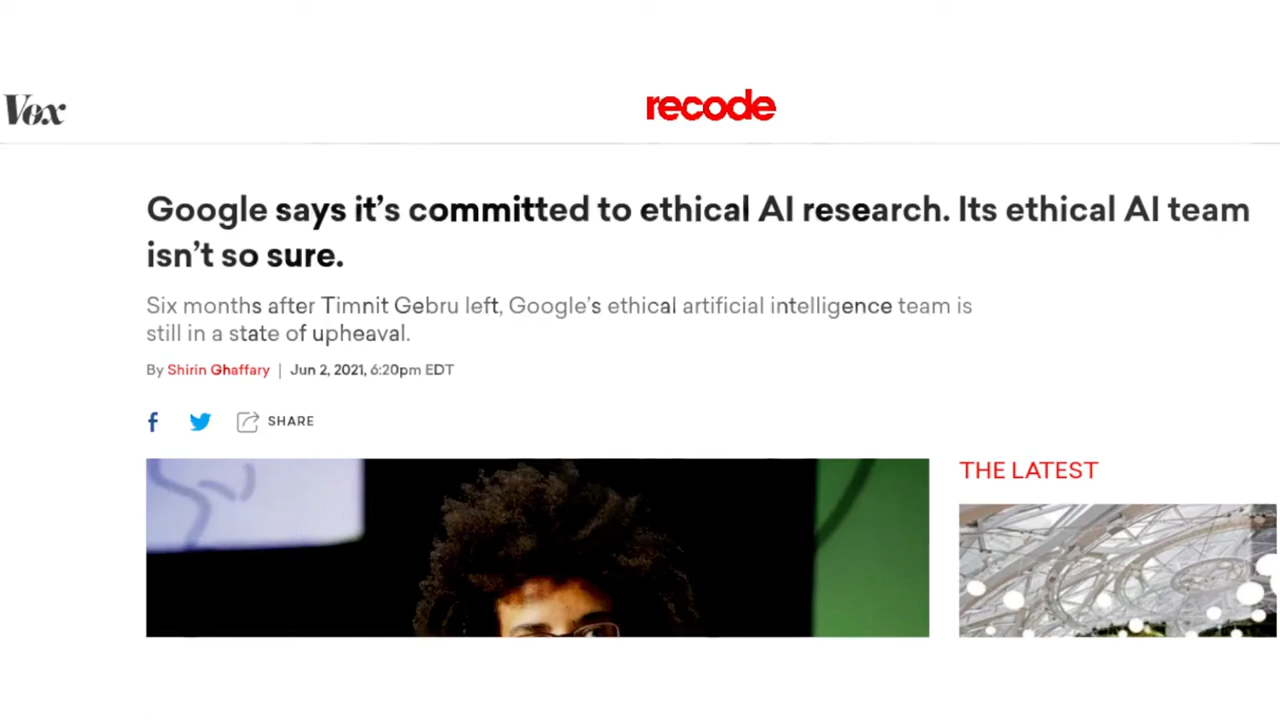 Vox
recode
Google says it’s committed to ethical AI research. Its ethical AI team
isn’t so sure.
Six months after Timnit Gebru left, Google’s ethical artificial intelligence team is
still in a state of upheaval.
By Shirin Ghaffary | Jun 2, 2021, 6:20pm EDT
SHARE
THE LATEST